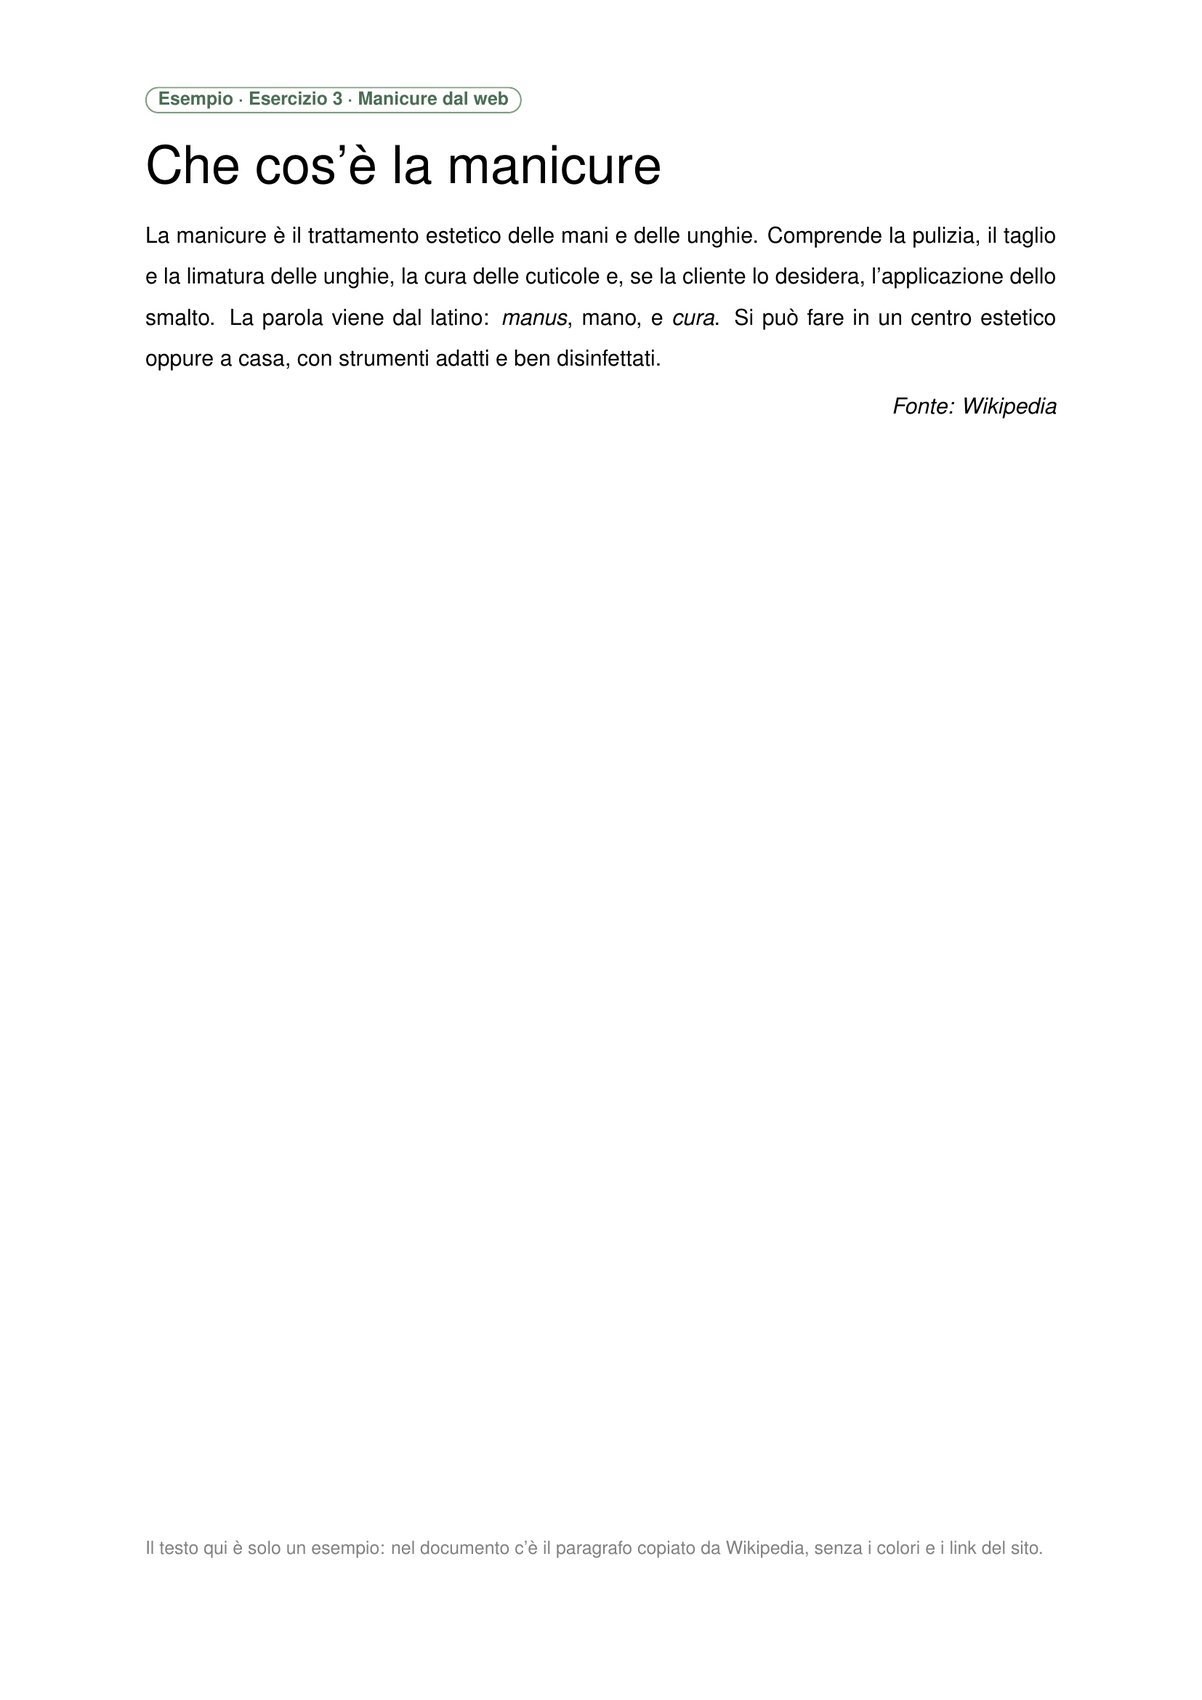 Esempio · Esercizio 3 · Manicure dal web
Che cos’è la manicure
La manicure è il trattamento estetico delle mani e delle unghie. Comprende la pulizia, il taglio
e la limatura delle unghie, la cura delle cuticole e, se la cliente lo desidera, l’applicazione dello
smalto. La parola viene dal latino: manus, mano, e cura. Si può fare in un centro estetico
oppure a casa, con strumenti adatti e ben disinfettati.
Fonte: Wikipedia
Il testo qui è solo un esempio: nel documento c’è il paragrafo copiato da Wikipedia, senza i colori e i link del sito.